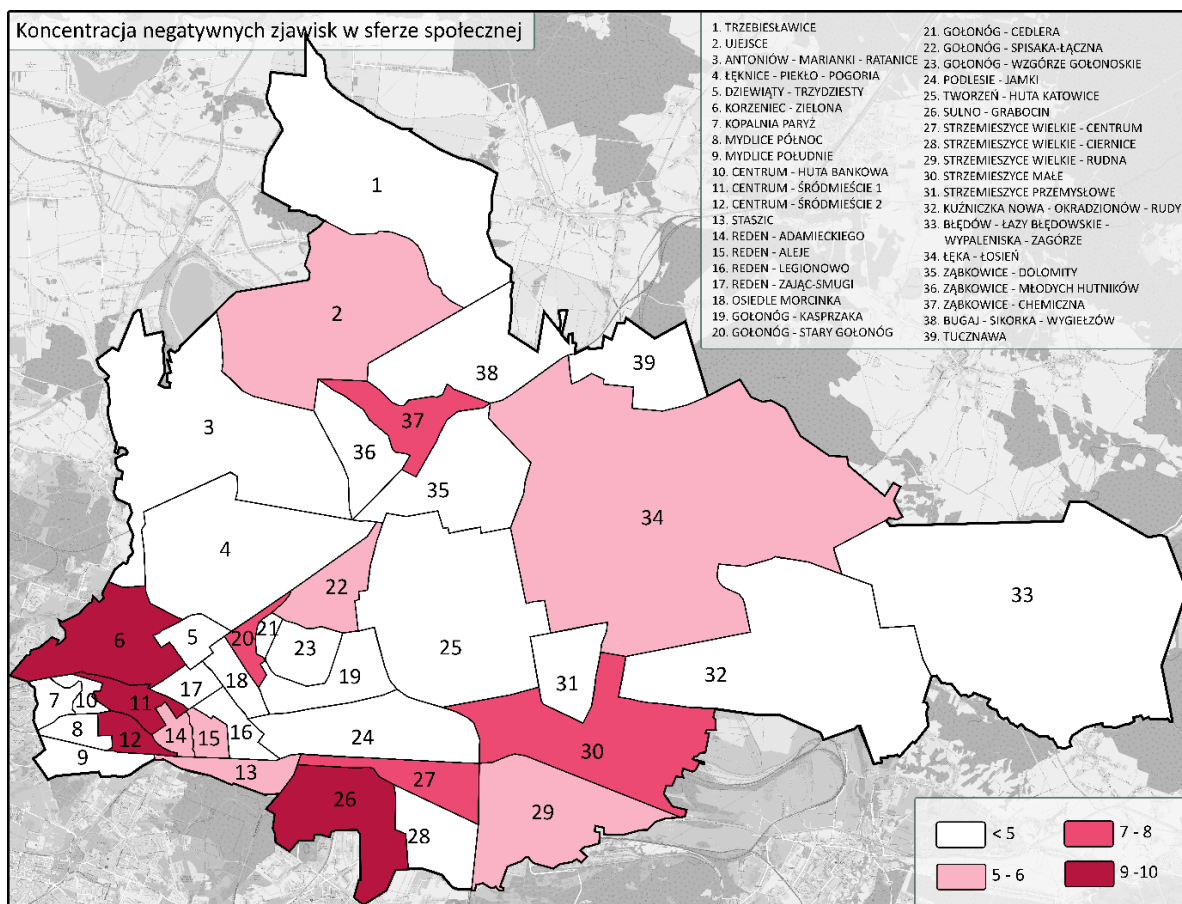 Koncentracja negatywnych zjawisk w sferze społecznej
1. TRZEBIESŁAWICE
2. UJEJSCE
3. ANTONIÓW - MARIANKI - RATANICE
4. ŁĘKNICE - PIEKŁO - POGORIA
5. DZIEWIĄTY - TRZYDZIESTY
6. KORZENIEC - ZIELONA
7. KOPALNIA PARYŻ
8. MYDLICE PÓŁNOC
9. MYDLICE POŁUDNIE
10. CENTRUM - HUTA BANKOWA
11. CENTRUM - ŚRÓDMIEŚCIE 1
12. CENTRUM - ŚRÓDMIEŚCIE 2
13. STASZIC
14. REDEN - ADAMIECKIEGO
15. REDEN - ALEJE
16. REDEN - LEGIONOWO
17. REDEN - ZAJĄC-SMUGI
18. OSIEDLE MORCINKA
19. GOŁONÓG - KASPRZAKA
20. GOŁONÓG - STARY GOŁONÓG
21. GOŁONÓG - CEDLERA
22. GOŁONÓG - SPISAKA-ŁĄCZNA
23. GOŁONÓG - WZGÓRZE GOŁONOSKIE
24. PODLESIE - JAMKI
25. TWORZEŃ - HUTA KATOWICE
26. SULNO - GRABOCIN
27. STRZEMIESZYCE WIELKIE - CENTRUM
28. STRZEMIESZYCE WIELKIE - CIERNICE
29. STRZEMIESZYCE WIELKIE - RUDNA
30. STRZEMIESZYCE MAŁE
31. STRZEMIESZYCE PRZEMYSŁOWE
32. KUŹNICZKA NOWA - OKRADZIONÓW - RUDY
33. BŁĘDÓW - ŁAZY BŁĘDOWSKIE -
WYPALENISKA - ZAGÓRZE
34. ŁĘKA - ŁOSIEŃ
35. ZĄBKOWICE - DOLOMITY
36. ZĄBKOWICE - MŁODYCH HUTNIKÓW
37. ZĄBKOWICE - CHEMICZNA
38. BUGAJ - SIKORKA - WYGIEŁZÓW
39. TUCZNAWA
1
2
39
38
37
3
36
35
34
4
22
33
6
5
20
21
23
25
19
31
32
17
18
7
10
11
8
12
14
15
16
24
30
9
13
27
26
28
29
< 5
7 - 8
5 - 6
9 -10